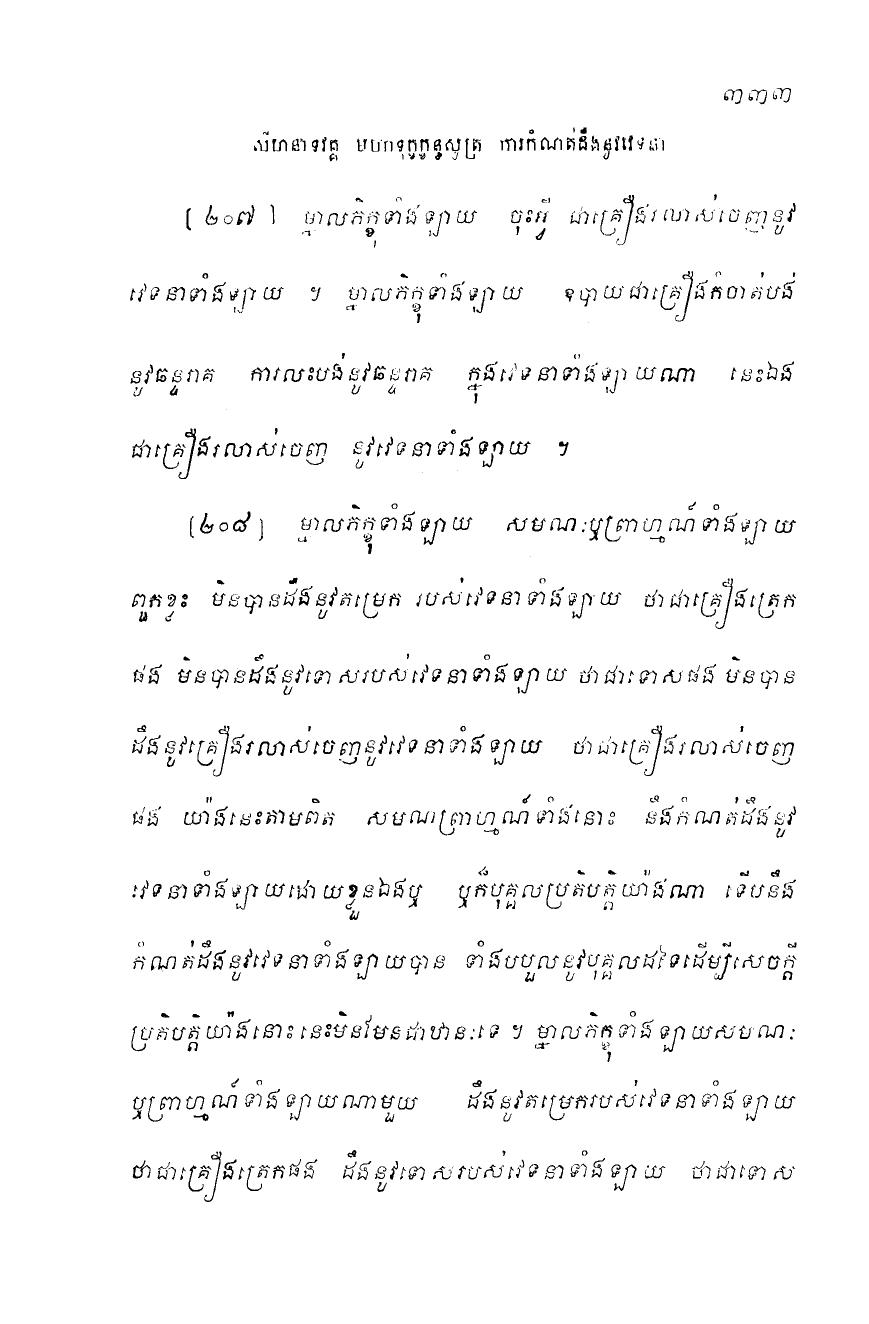 ៣៣៣
សីហនាទវគ្គ មហាទុក្ខក្ខន្ធសូត្រ ការកំណត់ដឹងនូវវេទនា
[២០៧] ម្នាលភិក្ខុទាំងឡាយ ចុះអ្វី ជាគ្រឿងរលាស់ចេញនូវ
វេទនាទាំងឡាយ ។ ម្នាលភិក្ខុទាំងឡាយ ឧបាយជាគ្រឿងកំចាត់បង់
នូវឆន្ទរាគ ការលះបង់នូវឆន្ទរាគ ក្នុងវេទនាទាំងឡាយណា នេះឯង
ជាគ្រឿងរលាស់ចេញ នូវវេទនាទាំងឡាយ ។
[២០៨] ម្នាលភិក្ខុទាំងឡាយ សមណៈឬព្រាហ្មណ៍ទាំងឡាយ
ពួកខ្លះ មិនបានដឹងនូវតម្រេក របស់វេទនាទាំងឡាយ ថាជាគ្រឿងត្រេក
ផង មិនបានដឹងនូវទោសរបស់វេទនាទាំងឡាយ ថាជាទោសផង មិនបាន
ដឹងនូវគ្រឿងរលាស់ចេញនូវវេទនាទាំងឡាយ ថាជាគ្រឿងរលាស់ចេញ
ផង យ៉ាងនេះតាមពិត សមណព្រាហ្មណ៍ទាំងនោះ នឹងកំណត់ដឹងនូវ
វេទនាទាំងឡាយដោយខ្លួនឯងឬ ឬក៏បុគ្គលប្រតិបត្តិយ៉ាងណា ទើបនឹង
កំណត់ដឹងនូវវេទនាទាំងឡាយបាន ទាំងបបួលនូវបុគ្គលដទៃដើម្បីសេចក្តី
ប្រតិបត្តិយ៉ាងនោះ នេះមិនមែនជាឋានៈទេ ។ ម្នាលភិក្ខុទាំងឡាយសមណៈ
ឬព្រាហ្មណ៍ទាំងឡាយណាមួយ ដឹងនូវតម្រេករបស់វេទនាទាំងឡាយ
ថាជាគ្រឿងត្រេកផង ដឹងនូវទោសរបស់វេទនាទាំងឡាយ ថាជាទោស